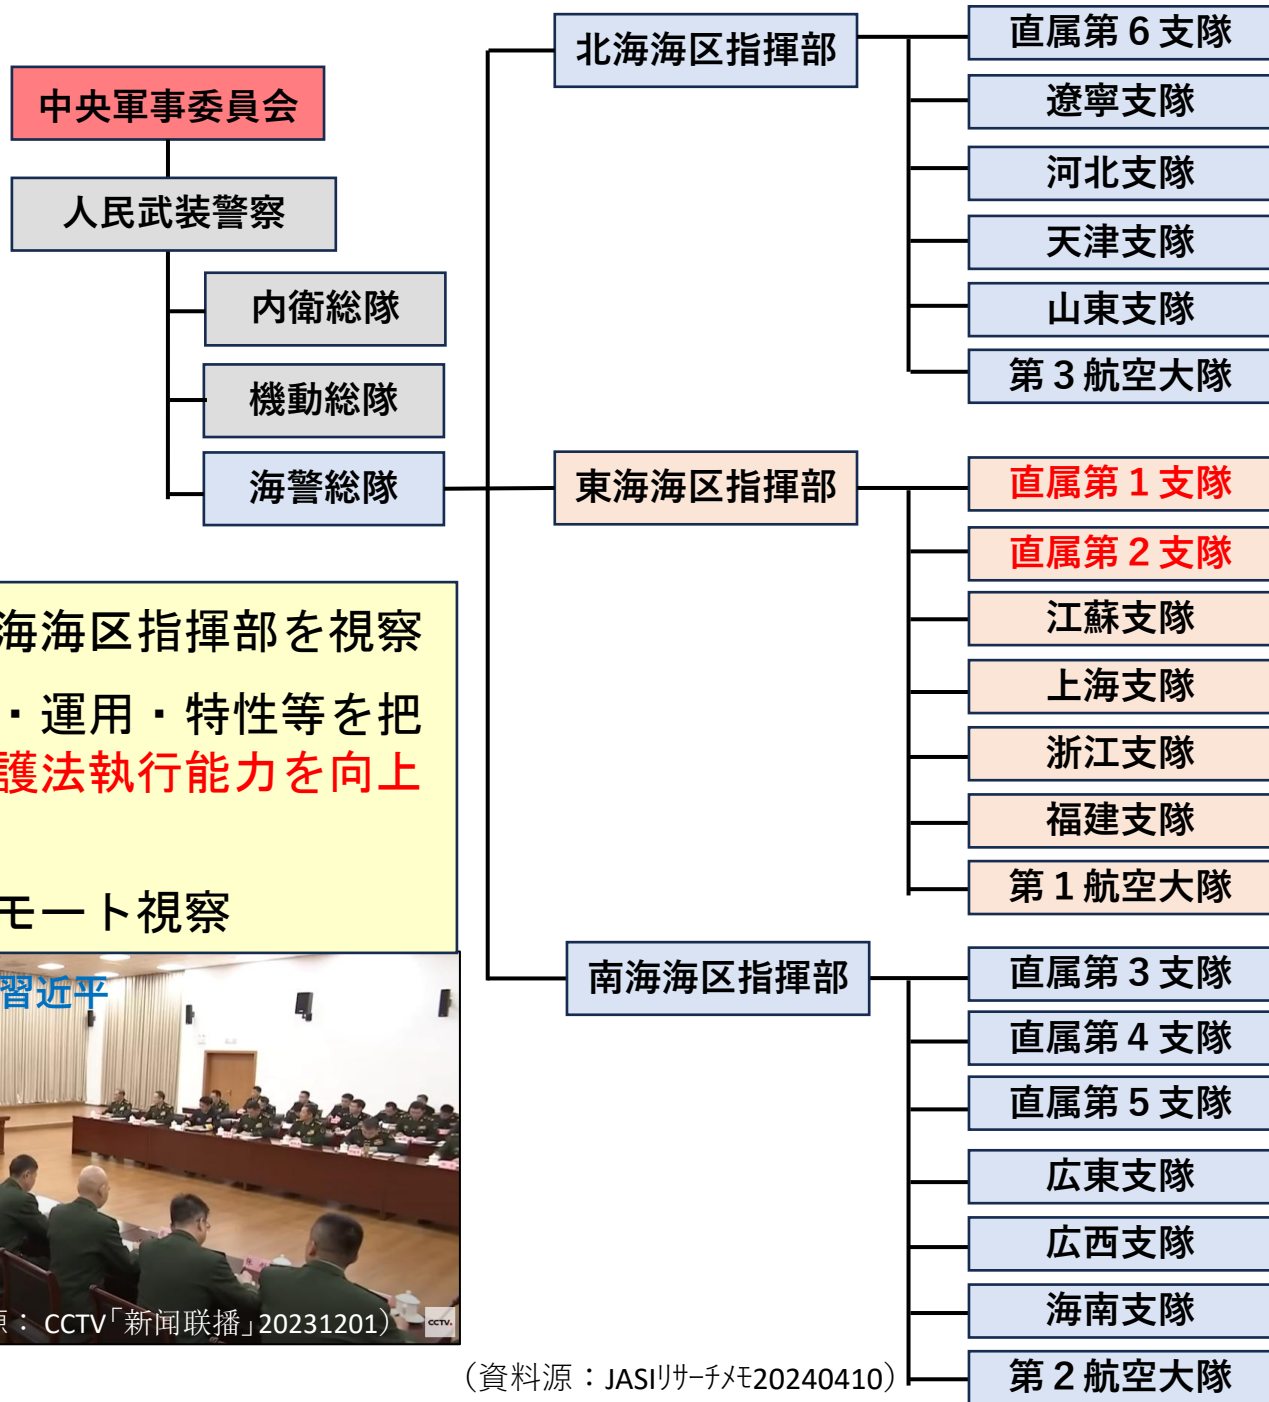 中央軍事委員会
人民武装警察
内衛総隊
機動総隊
海警総隊
北海海区指揮部
直属第６支隊
遼寧支隊
河北支隊
天津支隊
山東支隊
第３航空大隊
東海海区指揮部
直属第１支隊
直属第２支隊
江蘇支隊
上海支隊
浙江支隊
福建支隊
第１航空大隊
南海海区指揮部
直属第３支隊
直属第４支隊
直属第５支隊
広東支隊
広西支隊
海南支隊
第２航空大隊
海海区指揮部を視察
・運用・特性等を把
護法執行能力を向上
モート視察
習近平
源：CCTV「新闻联播」20231201）
CCTV.
（資料源：JASIﾘｻｰﾁﾒﾓ20240410）